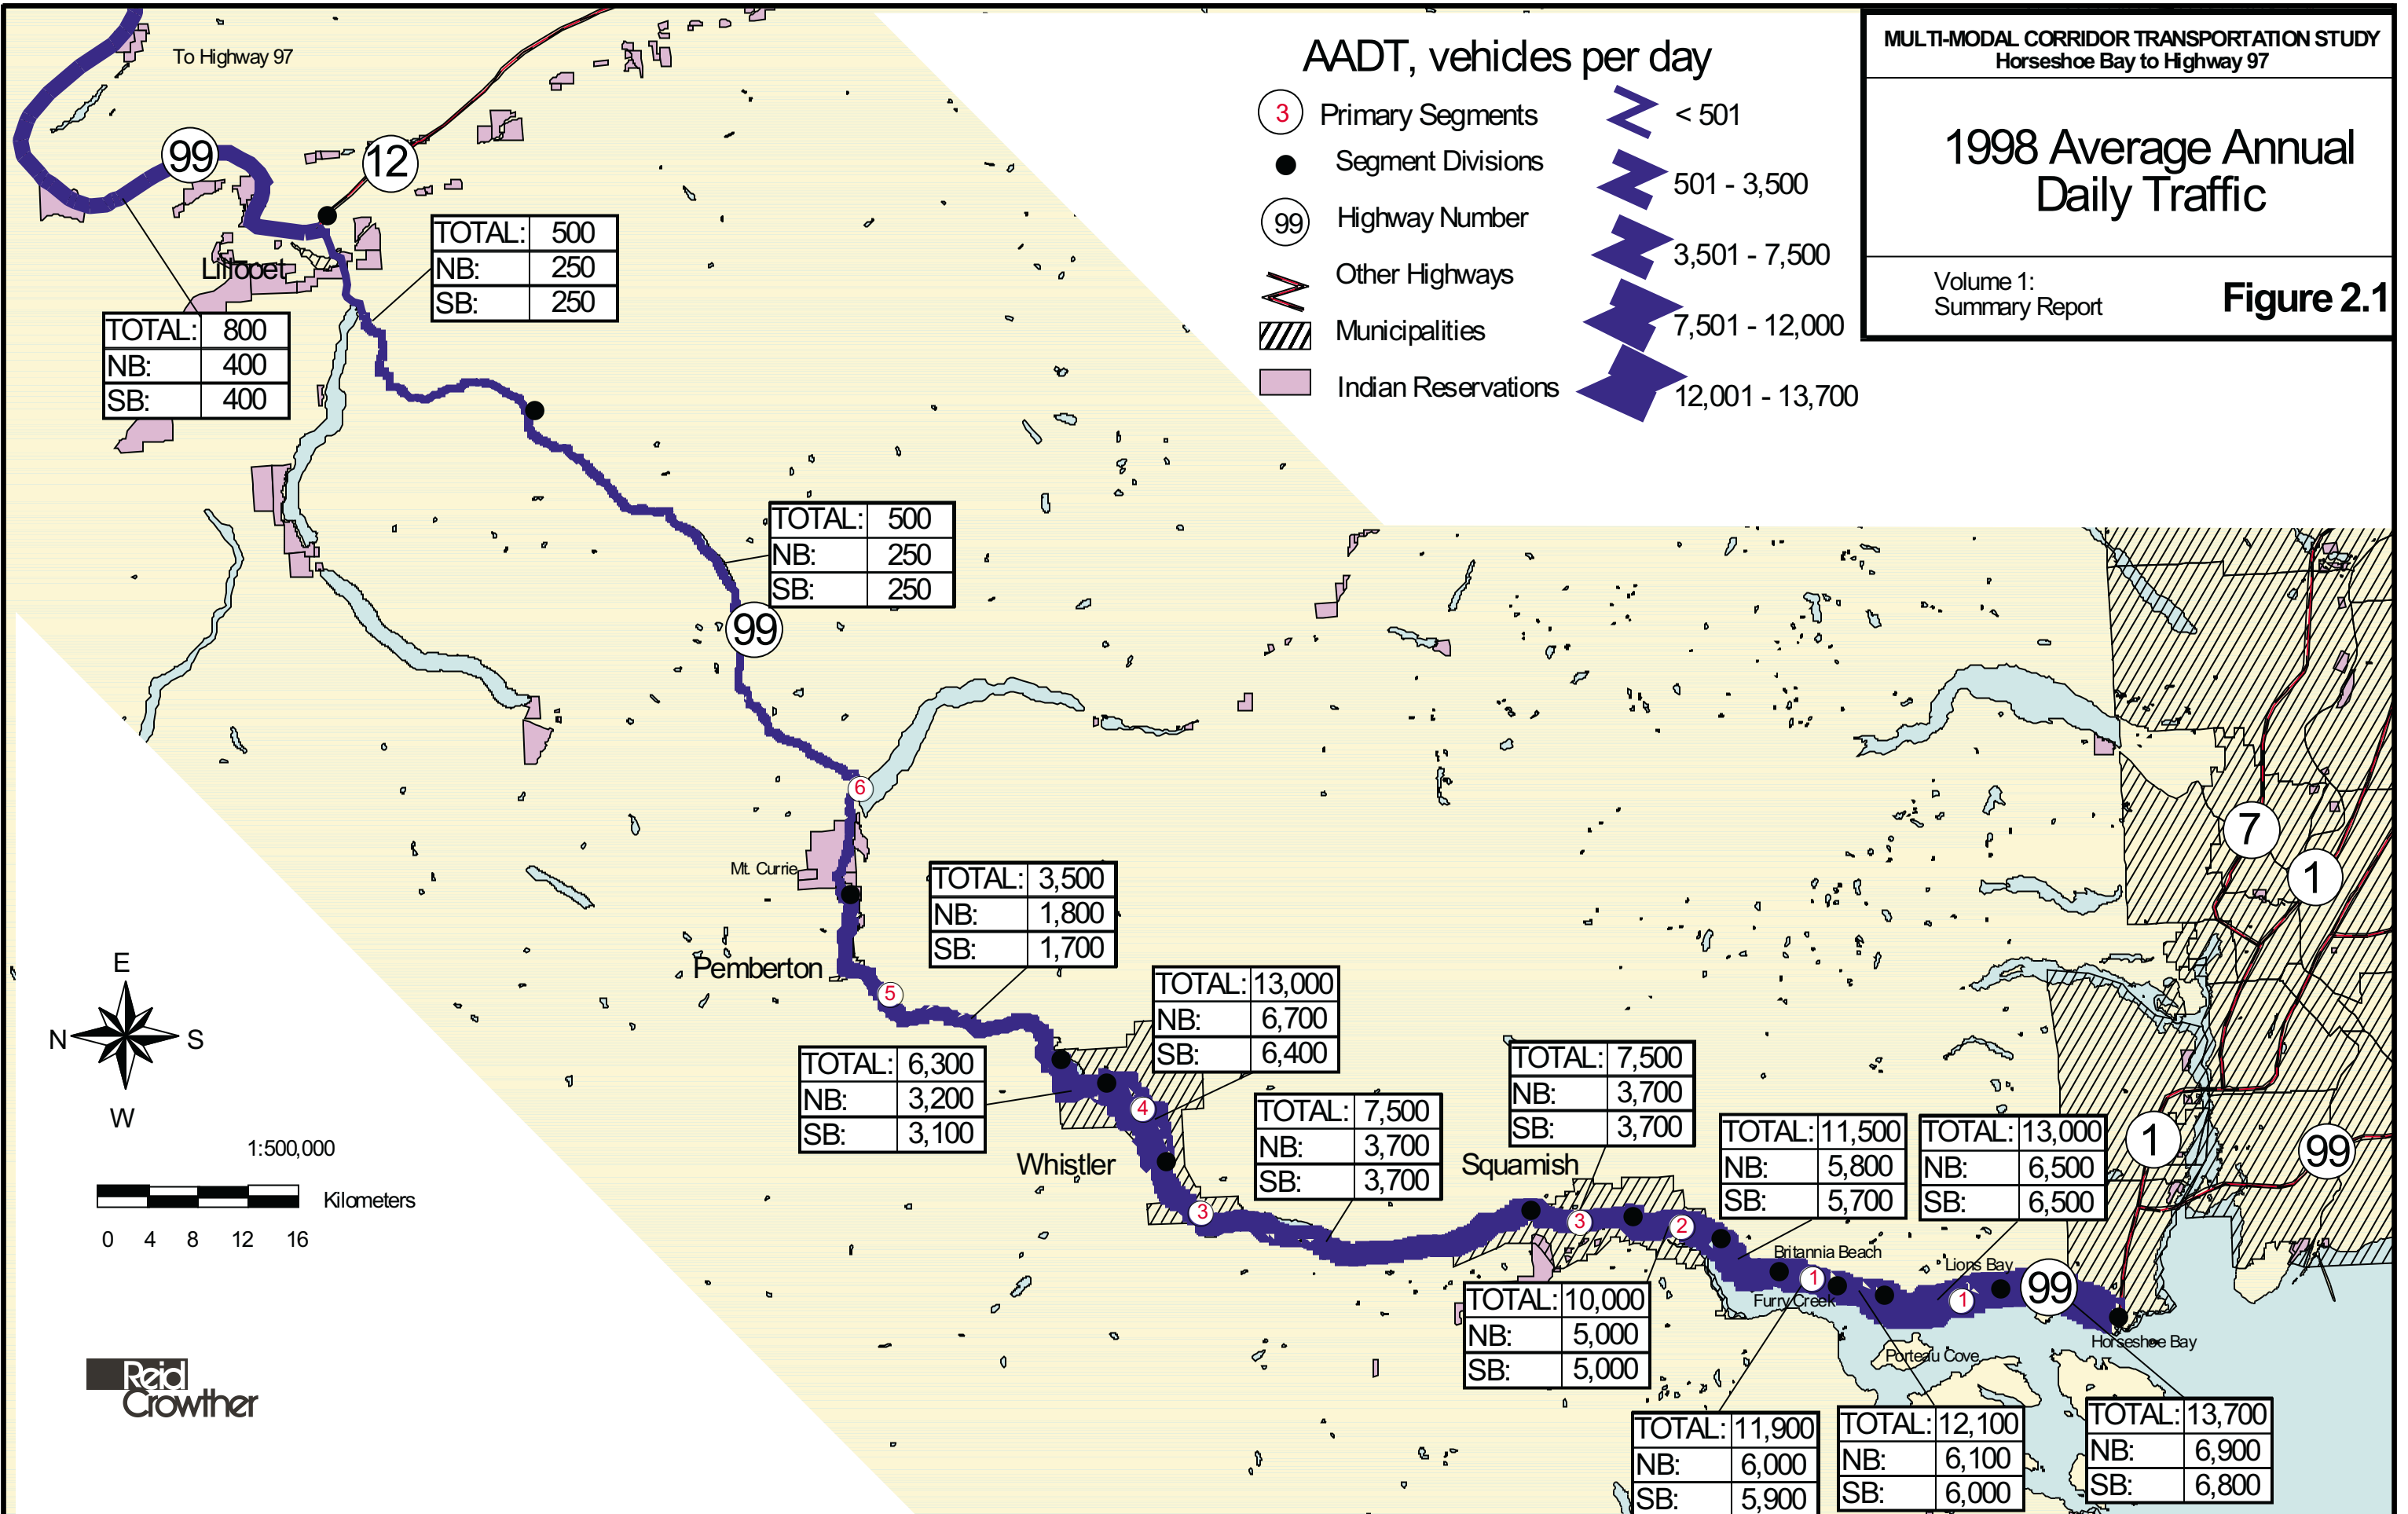 MULTI-MODAL CORRIDOR TRANSPORTATION STUDY
Horseshoe Bay to Highway 97
1998 Average Annual
Daily Traffic
Volume 1:
Summary Report
Figure 2.1
AADT, vehicles per day
3 Primary Segments
Segment Divisions
99 Highway Number
Other Highways
Municipalities
Indian Reservations
< 501
501 - 3,500
3,501 - 7,500
7,501 - 12,000
12,001 - 13,700
To Highway 97
99
12
Lillooet
TOTAL: 500
NB: 250
SB: 250
TOTAL: 800
NB: 400
SB: 400
TOTAL: 500
NB: 250
SB: 250
99
6
Mt. Currie
7
1
TOTAL: 3,500
NB: 1,800
SB: 1,700
Pemberton
5
TOTAL: 13,000
NB: 6,700
SB: 6,400
TOTAL: 6,300
NB: 3,200
SB: 3,100
4
Whistler
3
TOTAL: 7,500
NB: 3,700
SB: 3,700
TOTAL: 7,500
NB: 3,700
SB: 3,700
Squamish
3
2
TOTAL: 11,500
NB: 5,800
SB: 5,700
TOTAL: 13,000
NB: 6,500
SB: 6,500
1
99
Britannia Beach
1
Furry Creek
Lions Bay
1
99
Horseshoe Bay
Porteau Cove
TOTAL: 10,000
NB: 5,000
SB: 5,000
TOTAL: 11,900
NB: 6,000
SB: 5,900
TOTAL: 12,100
NB: 6,100
SB: 6,000
TOTAL: 13,700
NB: 6,900
SB: 6,800
E
N S
W
1:500,000
Kilometers
0 4 8 12 16
Reid
Crowther